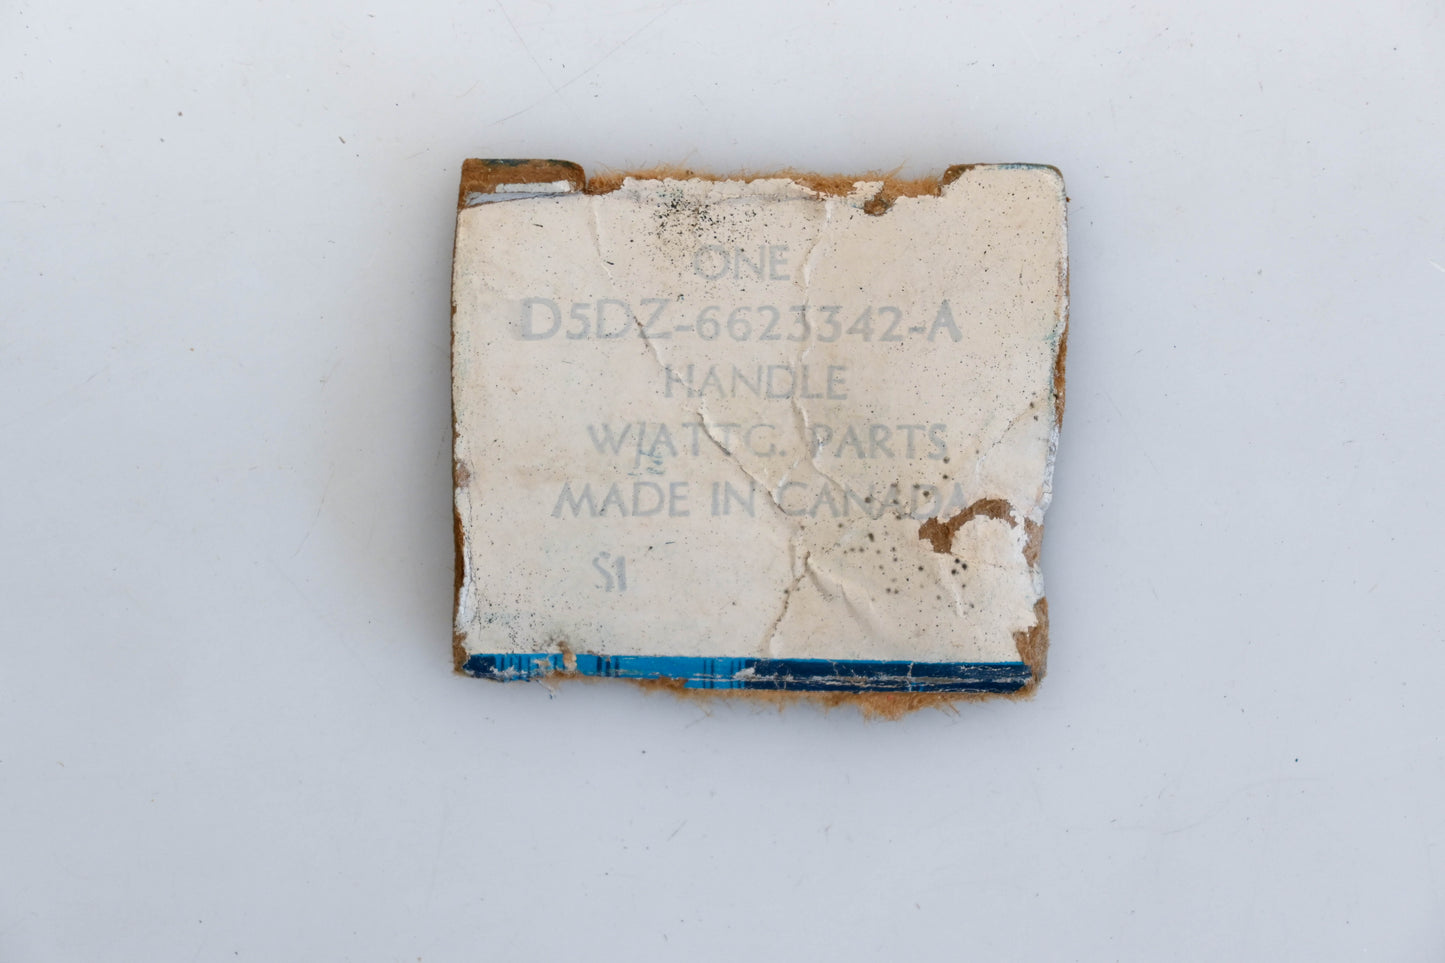 ONE
D5DZ-6623342-A
HANDLE
W/ATTG. PARTS
MADE IN CANADA
S1